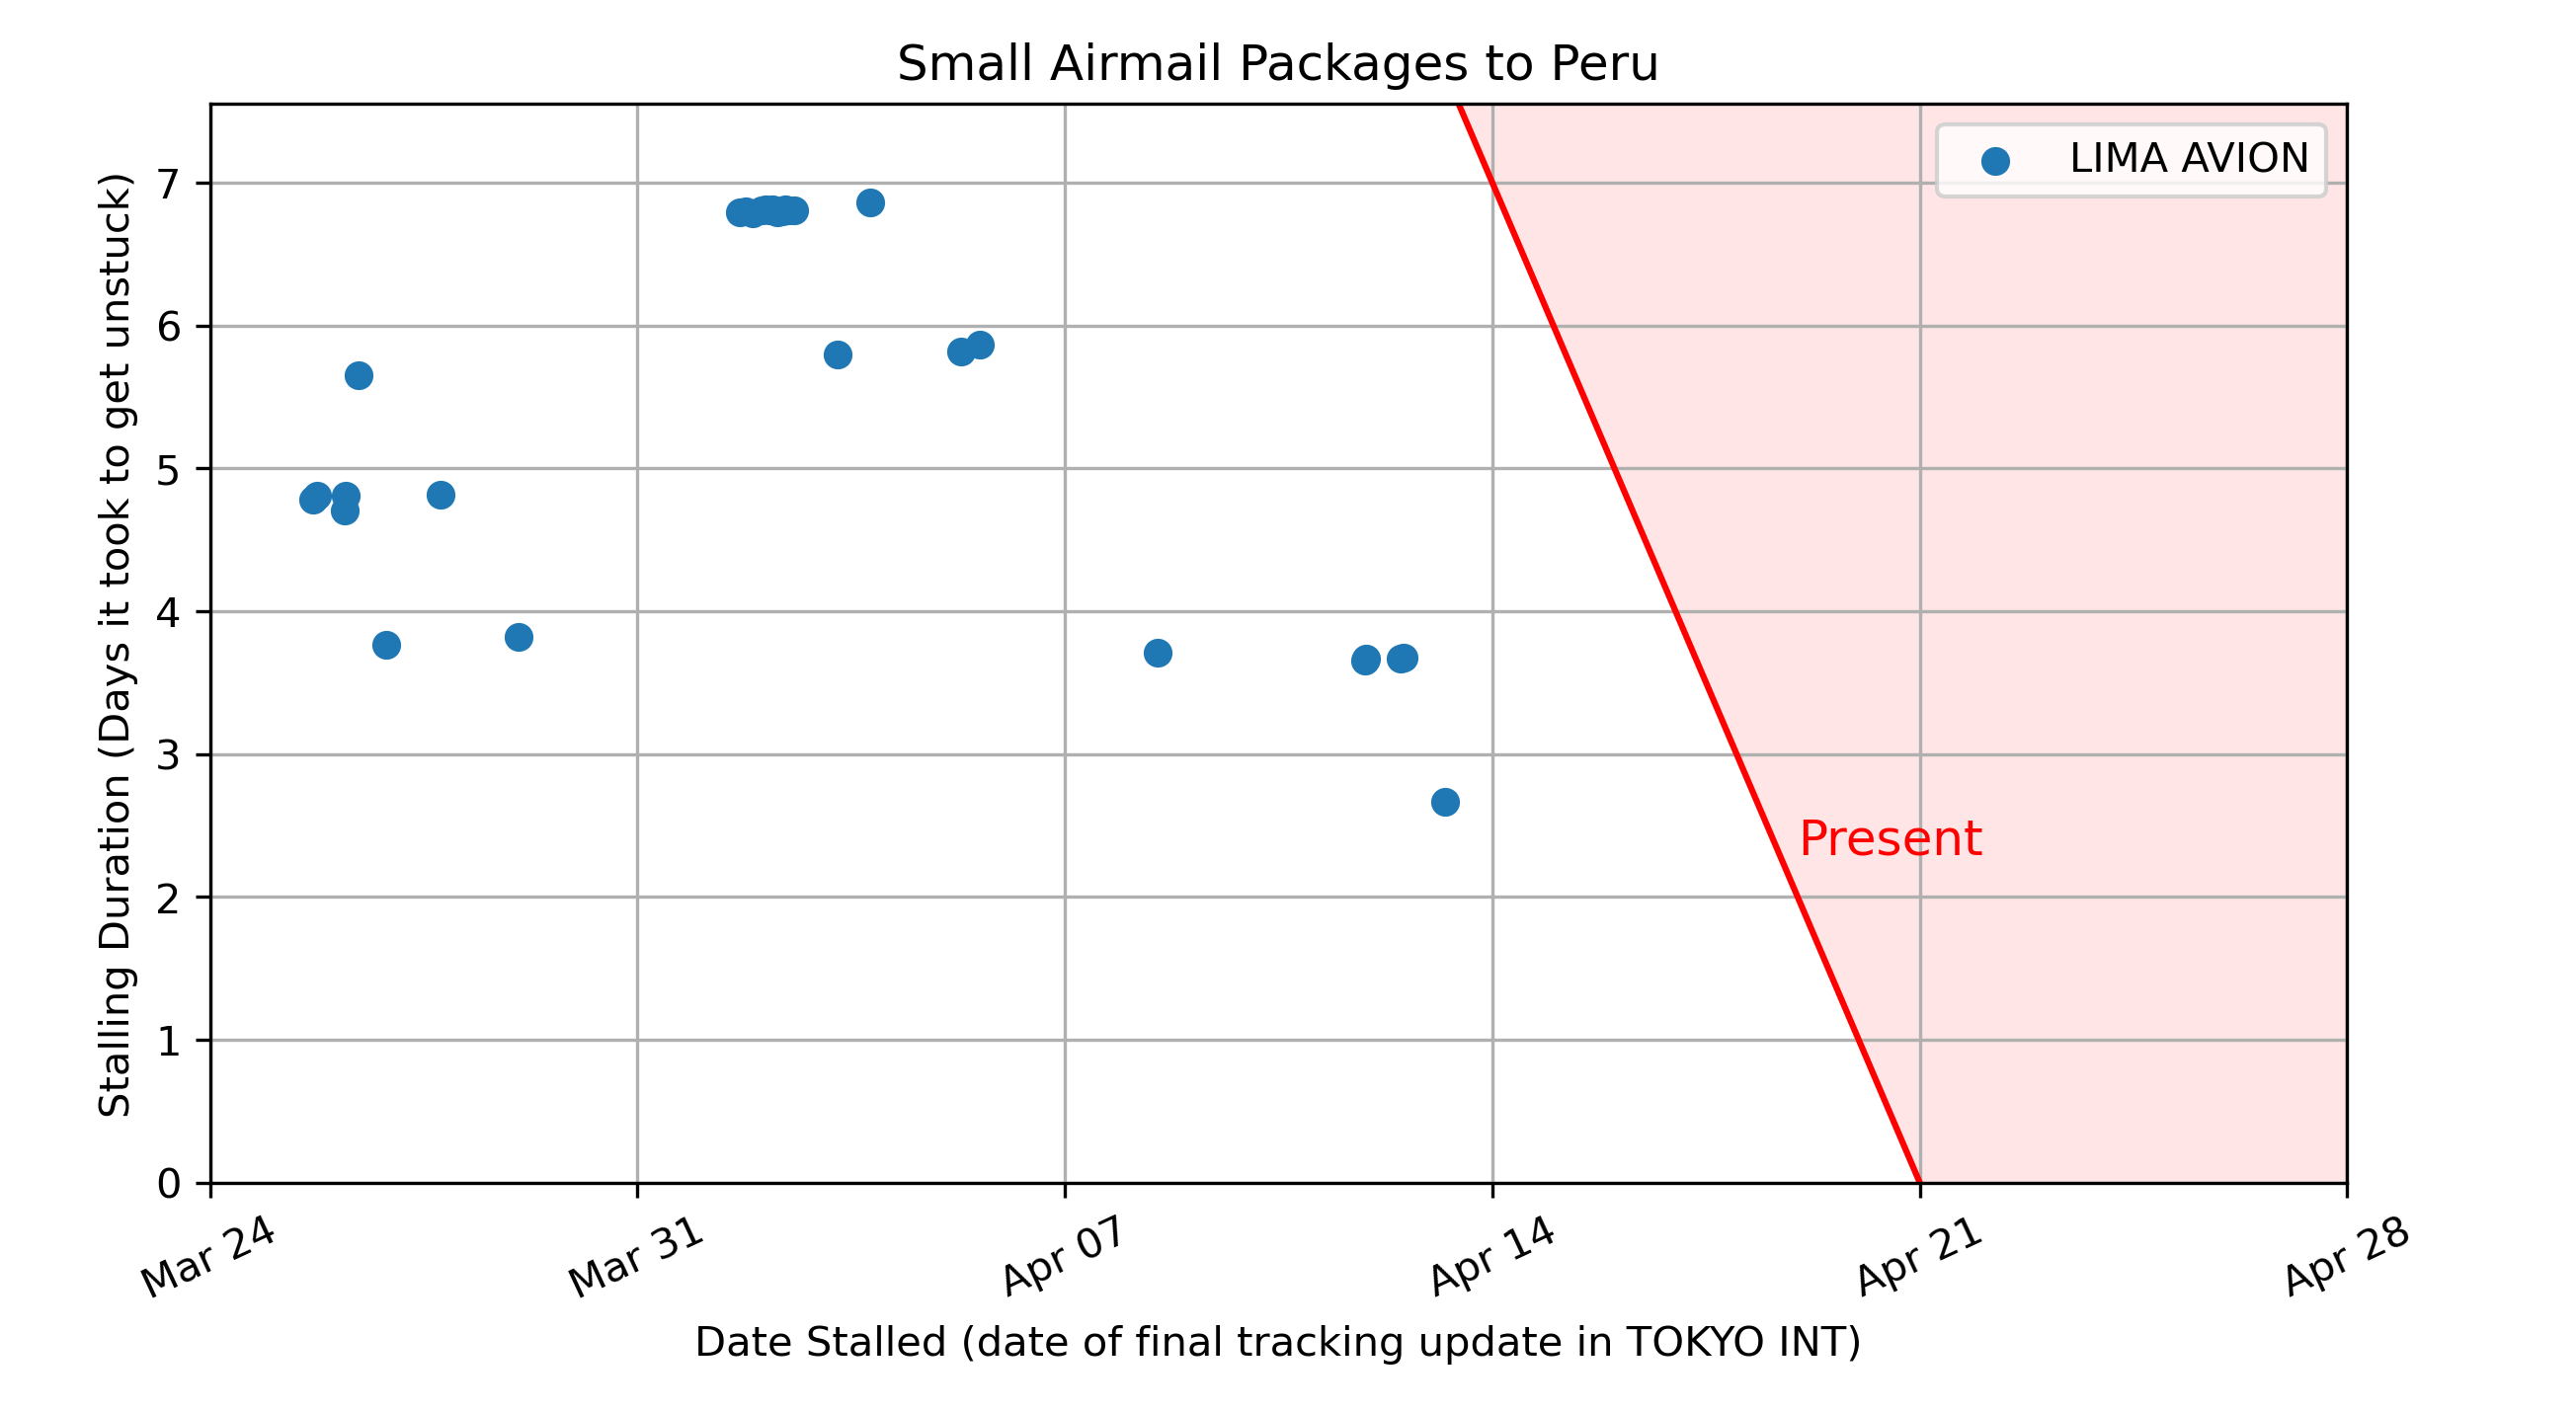 Small Airmail Packages to Peru
LIMA AVION
Stalling Duration (Days it took to get unstuck)
7
6
5
4
3
2
1
0
Present
Mar 24
Mar 31
Apr 07
Apr 14
Apr 21
Apr 28
Date Stalled (date of final tracking update in TOKYO INT)